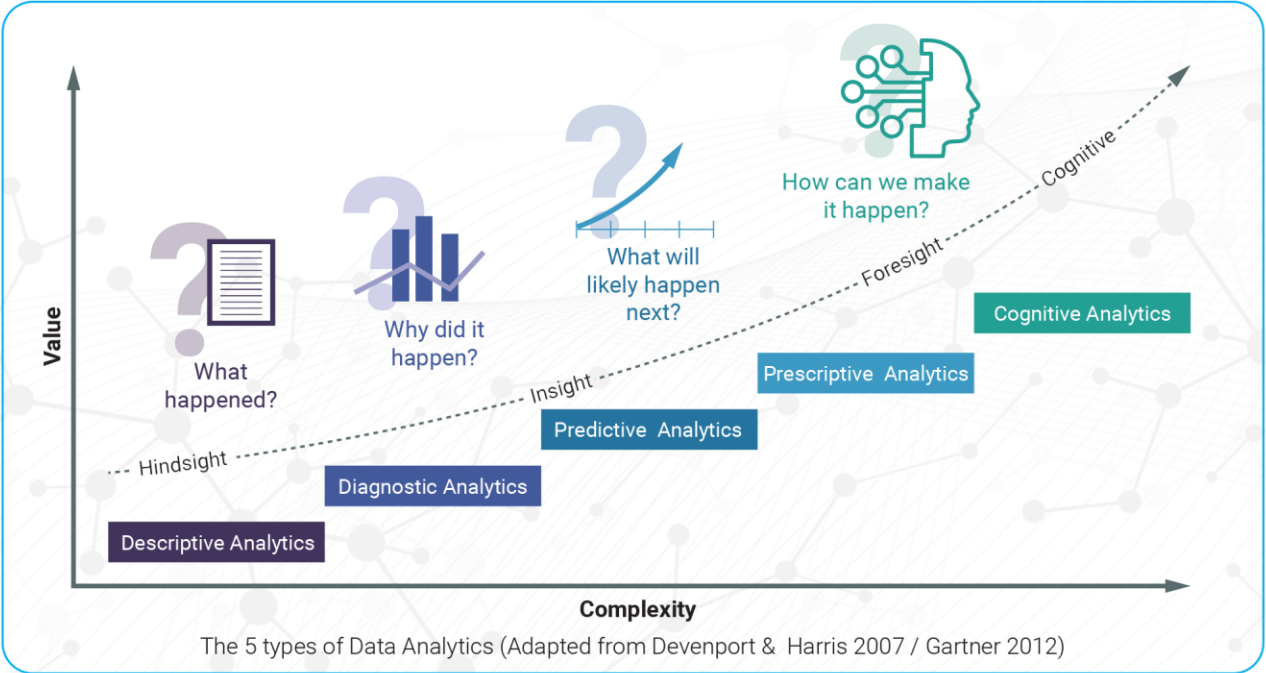 How can we make
it happen?
Cognitive
What will
likely happen
next?
Foresight
Why did it
happen?
Cognitive Analytics
Value
What
happened?
Insight
Prescriptive Analytics
Hindsight
Predictive Analytics
Diagnostic Analytics
Descriptive Analytics
Complexity
The 5 types of Data Analytics (Adapted from Devenport & Harris 2007 / Gartner 2012)